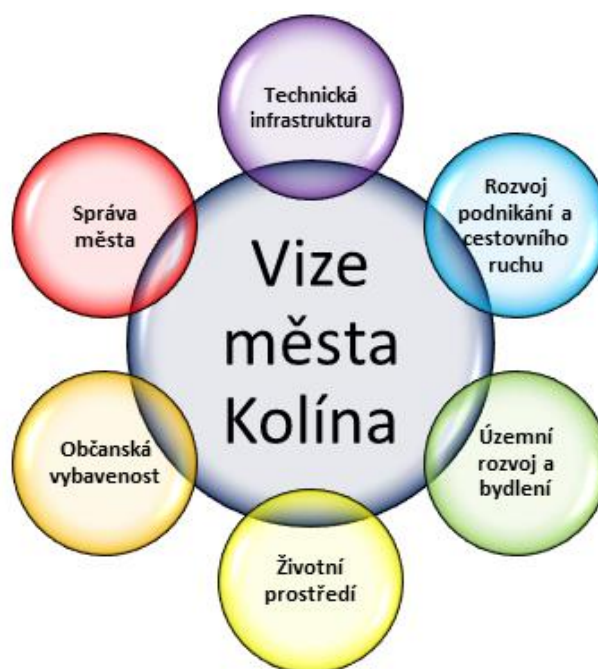 Technická
infrastruktura
Rozvoj
podnikání a
cestovního
ruchu
Správa
města
Vize
města
Kolína
Občanská
vybavenost
Územní
rozvoj a
bydlení
Životní
prostředí